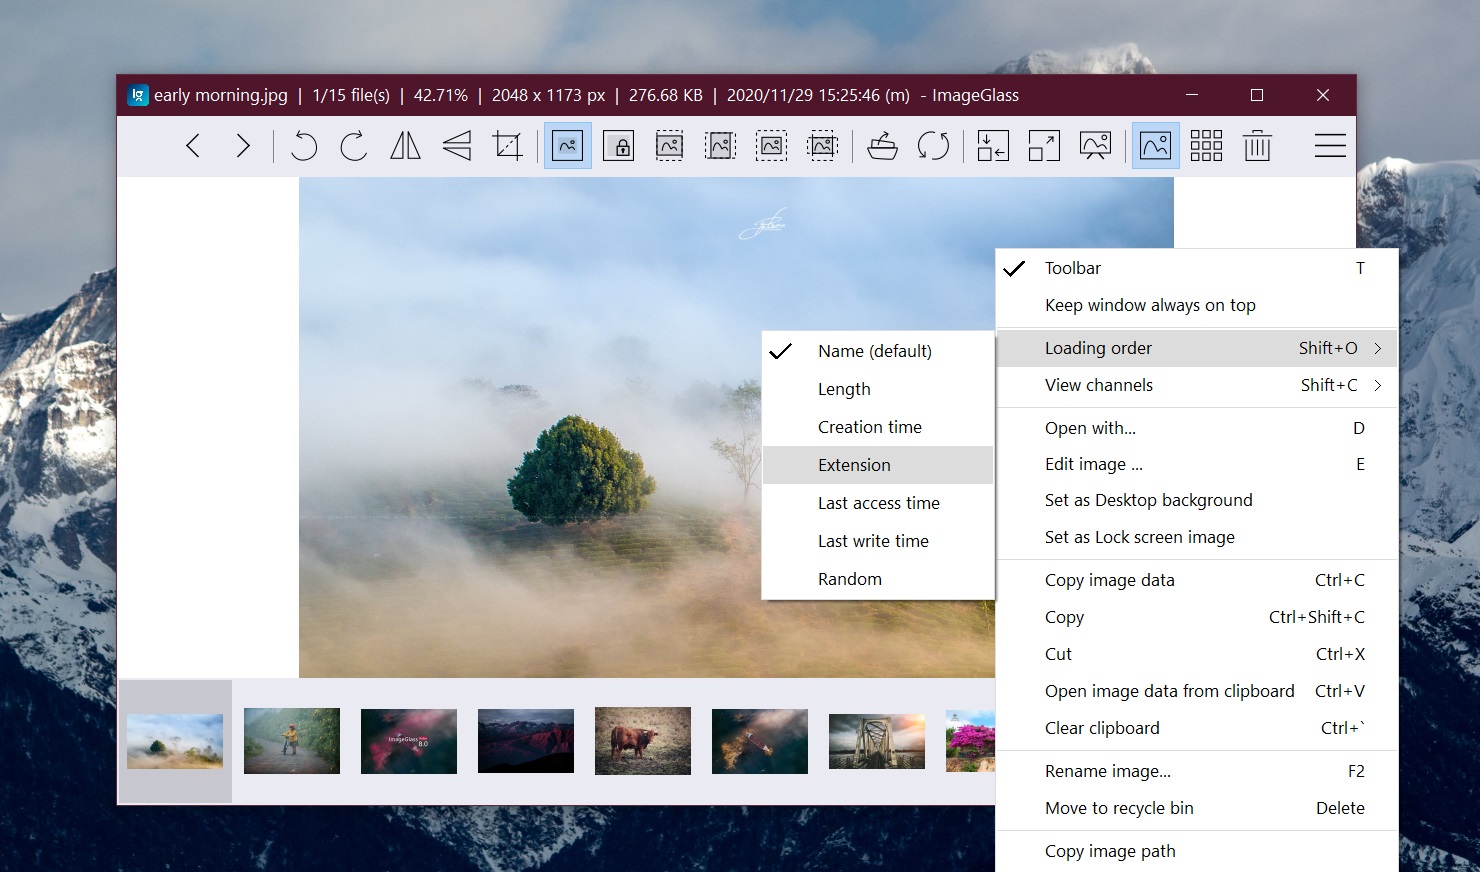 early morning.jpg | 1/15 file(s) | 42.71% | 2048 x 1173 px | 276.68 KB | 2020/11/29 15:25:46 (m) - ImageGlass
Toolbar T
Keep window always on top
Loading order Shift+O
View channels Shift+C
Open with... D
Edit image ... E
Set as Desktop background
Set as Lock screen image
Copy image data Ctrl+C
Copy Ctrl+Shift+C
Cut Ctrl+X
Open image data from clipboard Ctrl+V
Clear clipboard Ctrl+`
Rename image... F2
Move to recycle bin Delete
Copy image path
Name (default)
Length
Creation time
Extension
Last access time
Last write time
Random
ImageGlass
8.0